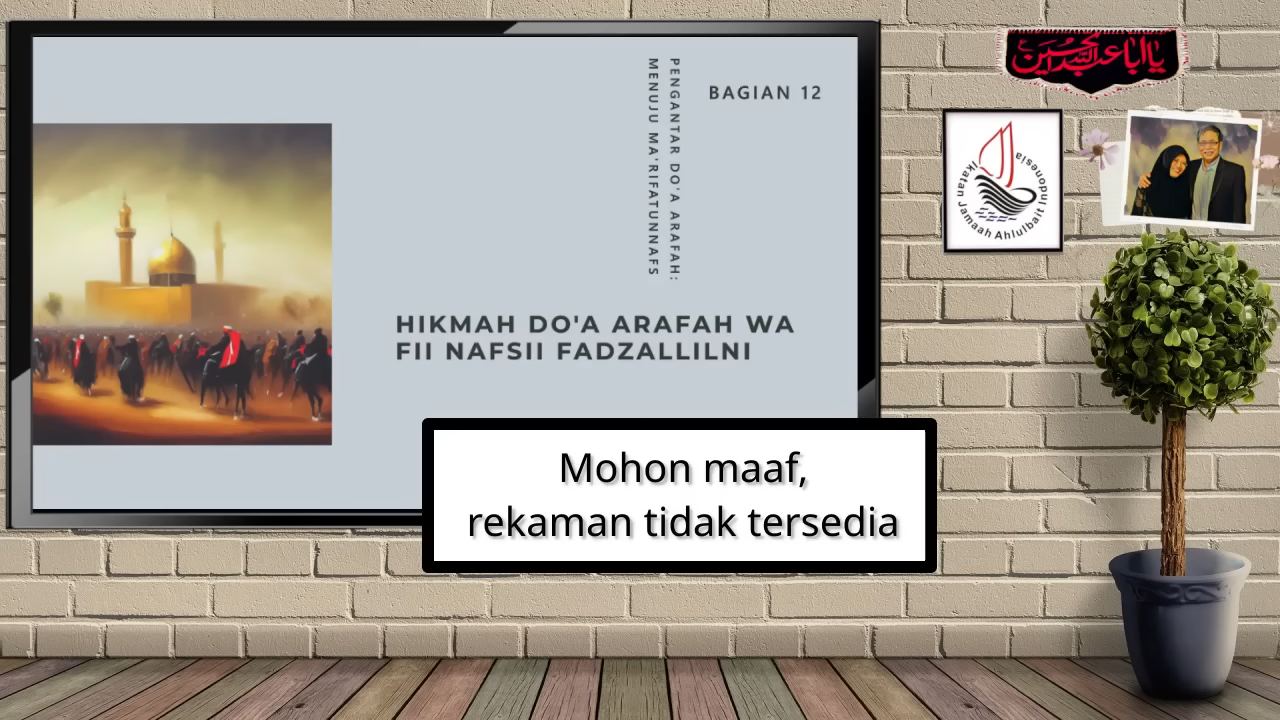 PENGANTAR DO'A ARAFAH:
MENUJU MA'RIFATUNNAFS
BAGIAN 12
HIKMAH DO'A ARAFAH WA
FII NAFSII FADZALLILNI
Mohon maaf,
rekaman tidak tersedia
يا أبا عبد الله الحسين
Ikatan Jamaah Ahlulbait Indonesia